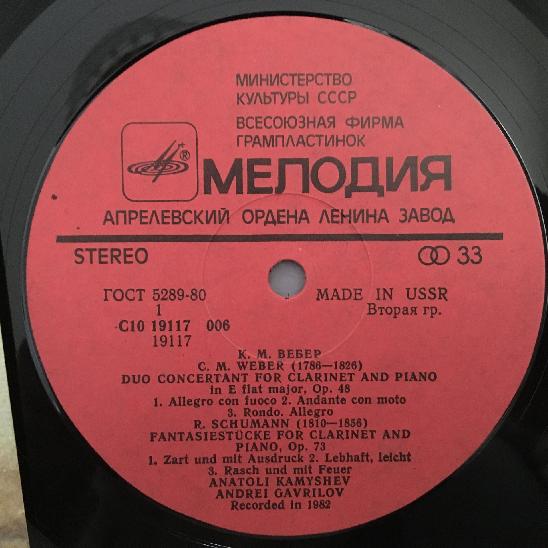 МИНИСТЕРСТВО
КУЛЬТУРЫ СССР
ВСЕСОЮЗНАЯ ФИРМА
ГРАМПЛАСТИНОК
®
МЕЛОДИЯ
АПРЕЛЕВСКИЙ ОРДЕНА ЛЕНИНА ЗАВОД
STEREO 33
ГОСТ 5289-80 MADE IN USSR
1 Вторая гр.
С10 19117 006
19117
К. М. ВЕБЕР
C. M. WEBER (1786—1826)
DUO CONCERTANT FOR CLARINET AND PIANO
in E flat major, Op. 48
1. Allegro con fuoco 2. Andante con moto
3. Rondo. Allegro
R. SCHUMANN (1810—1856)
FANTASIESTÜCKE FOR CLARINET AND
PIANO, Op. 73
1. Zart und mit Ausdruck 2. Lebhaft, leicht
3. Rasch und mit Feuer
ANATOLI KAMYSHEV
ANDREI GAVRILOV
Recorded in 1982